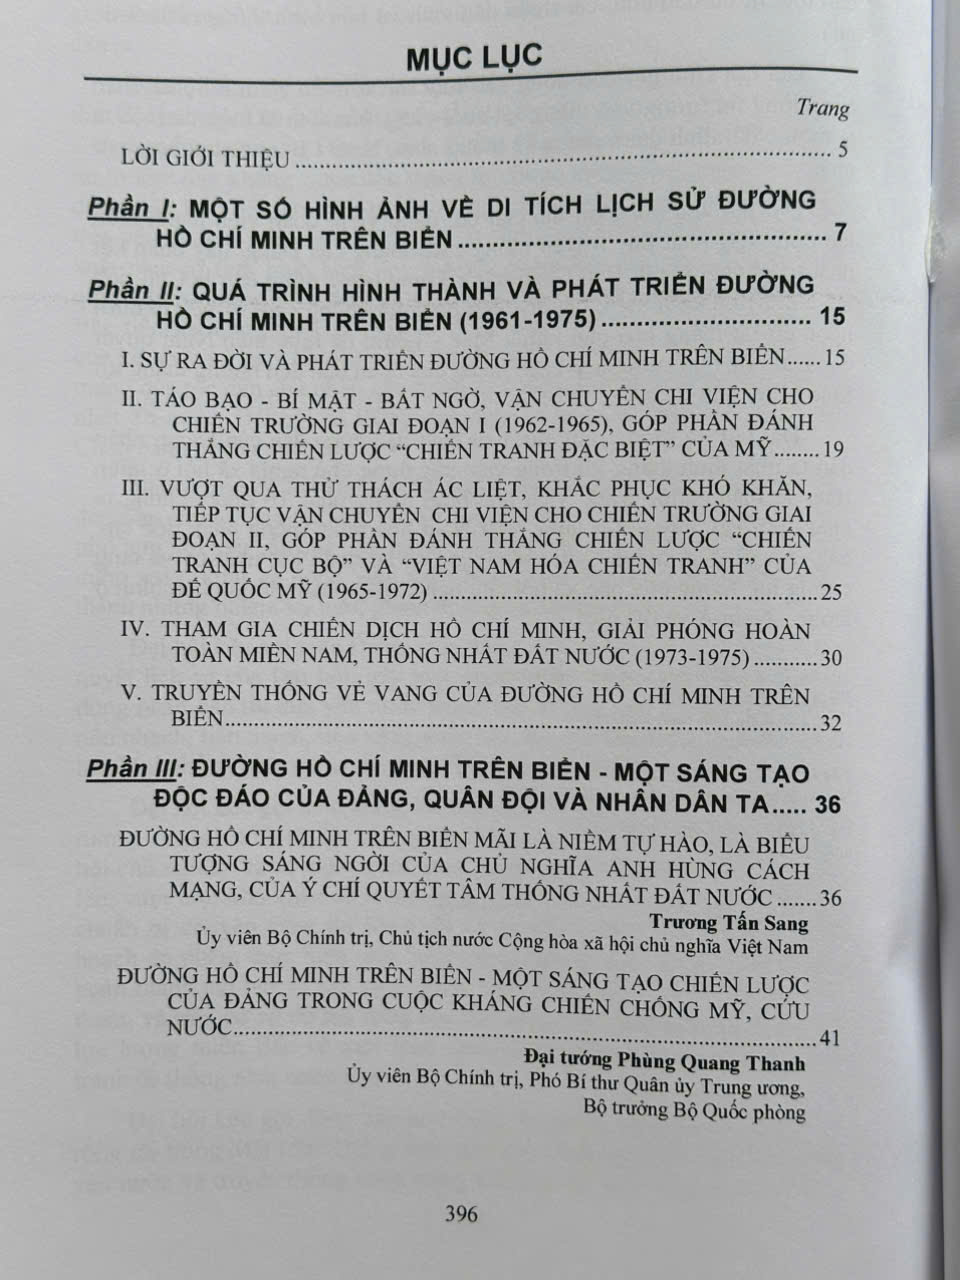 MỤC LỤC
Trang
LỜI GIỚI THIỆU ........................................ 5
Phần I: MỘT SỐ HÌNH ẢNH VỀ DI TÍCH LỊCH SỬ ĐƯỜNG
HỒ CHÍ MINH TRÊN BIỂN ........................................ 7
Phần II: QUÁ TRÌNH HÌNH THÀNH VÀ PHÁT TRIỂN ĐƯỜNG
HỒ CHÍ MINH TRÊN BIỂN (1961-1975) .............................. 15
I. SỰ RA ĐỜI VÀ PHÁT TRIỂN ĐƯỜNG HỒ CHÍ MINH TRÊN BIỂN ...... 15
II. TÁO BẠO - BÍ MẬT - BẤT NGỜ, VẬN CHUYỂN CHI VIỆN CHO
CHIẾN TRƯỜNG GIAI ĐOẠN I (1962-1965), GÓP PHẦN ĐÁNH
THẮNG CHIẾN LƯỢC “CHIẾN TRANH ĐẶC BIỆT” CỦA MỸ ........ 19
III. VƯỢT QUA THỬ THÁCH ÁC LIỆT, KHẮC PHỤC KHÓ KHĂN,
TIẾP TỤC VẬN CHUYỂN CHI VIỆN CHO CHIẾN TRƯỜNG GIAI
ĐOẠN II, GÓP PHẦN ĐÁNH THẮNG CHIẾN LƯỢC “CHIẾN
TRANH CỤC BỘ” VÀ “VIỆT NAM HÓA CHIẾN TRANH” CỦA
ĐẾ QUỐC MỸ (1965-1972) ........................................ 25
IV. THAM GIA CHIẾN DỊCH HỒ CHÍ MINH, GIẢI PHÓNG HOÀN
TOÀN MIỀN NAM, THỐNG NHẤT ĐẤT NƯỚC (1973-1975) .......... 30
V. TRUYỀN THỐNG VẺ VANG CỦA ĐƯỜNG HỒ CHÍ MINH TRÊN
BIỂN ........................................ 32
Phần III: ĐƯỜNG HỒ CHÍ MINH TRÊN BIỂN - MỘT SÁNG TẠO
ĐỘC ĐÁO CỦA ĐẢNG, QUÂN ĐỘI VÀ NHÂN DÂN TA ..... 36
ĐƯỜNG HỒ CHÍ MINH TRÊN BIỂN MÃI LÀ NIỀM TỰ HÀO, LÀ BIỂU
TƯỢNG SÁNG NGỜI CỦA CHỦ NGHĨA ANH HÙNG CÁCH
MẠNG, CỦA Ý CHÍ QUYẾT TÂM THỐNG NHẤT ĐẤT NƯỚC ....... 36
Trương Tấn Sang
Ủy viên Bộ Chính trị, Chủ tịch nước Cộng hòa xã hội chủ nghĩa Việt Nam
ĐƯỜNG HỒ CHÍ MINH TRÊN BIỂN - MỘT SÁNG TẠO CHIẾN LƯỢC
CỦA ĐẢNG TRONG CUỘC KHÁNG CHIẾN CHỐNG MỸ, CỨU
NƯỚC ........................................ 41
Đại tướng Phùng Quang Thanh
Ủy viên Bộ Chính trị, Phó Bí thư Quân ủy Trung ương,
Bộ trưởng Bộ Quốc phòng
396